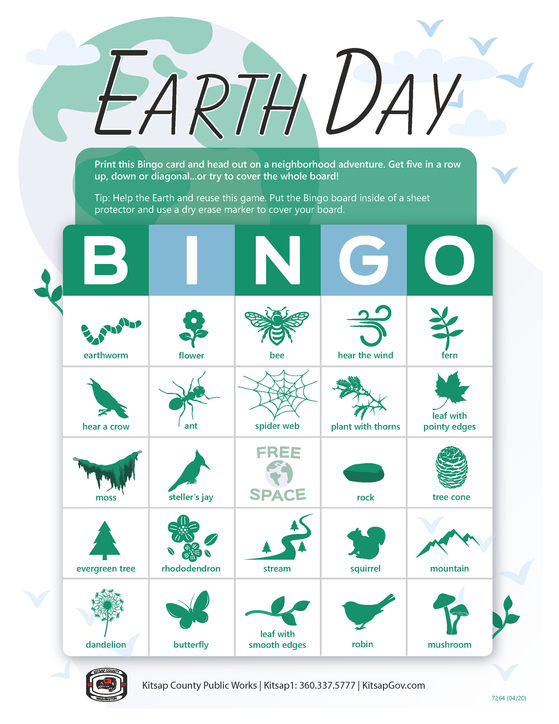 EARTH DAY
Print this Bingo card and head out on a neighborhood adventure. Get five in a row
up, down or diagonal...or try to cover the whole board!
Tip: Help the Earth and reuse this game. Put the Bingo board inside of a sheet
protector and use a dry erase marker to cover your board.
B I N G O
earthworm
flower
bee
hear the wind
fern
hear a crow
ant
spider web
plant with thorns
leaf with
pointy edges
moss
steller's jay
FREE
SPACE
rock
tree cone
evergreen tree
rhododendron
stream
squirrel
mountain
dandelion
butterfly
leaf with
smooth edges
robin
mushroom
KITSAP COUNTY
WASHINGTON
Kitsap County Public Works | Kitsap1: 360.337.5777 | KitsapGov.com
7264 (04/20)